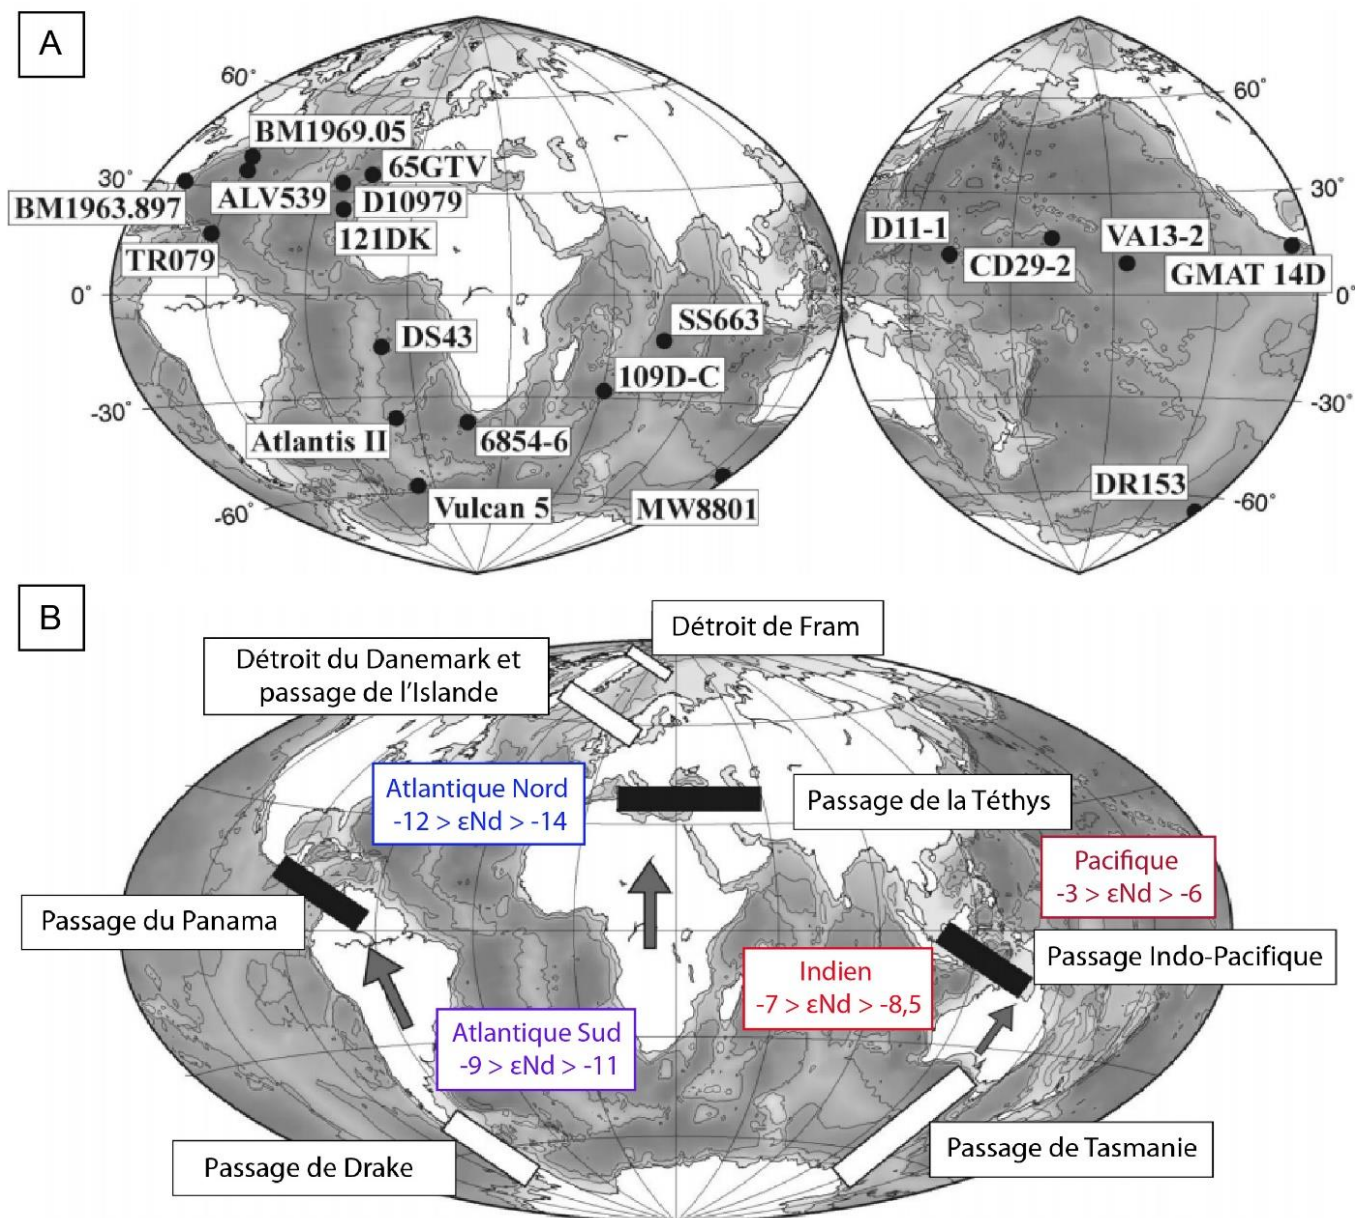 A
60°
BM1969.05
65GTV
30°
ALV539
D10979
BM1963.897
121DK
TR079
0°
DS43
SS663
109D-C
-30°
Atlantis II
6854-6
Vulcan 5
MW8801
-60°
60°
30°
D11-1
VA13-2
CD29-2
GMAT 14D
0°
-30°
DR153
-60°
B
Détroit de Fram
Détroit du Danemark et
passage de l'Islande
Atlantique Nord
-12 > εNd > -14
Passage de la Téthys
Pacifique
-3 > εNd > -6
Passage du Panama
Passage Indo-Pacifique
Indien
-7 > εNd > -8,5
Atlantique Sud
-9 > εNd > -11
Passage de Drake
Passage de Tasmanie